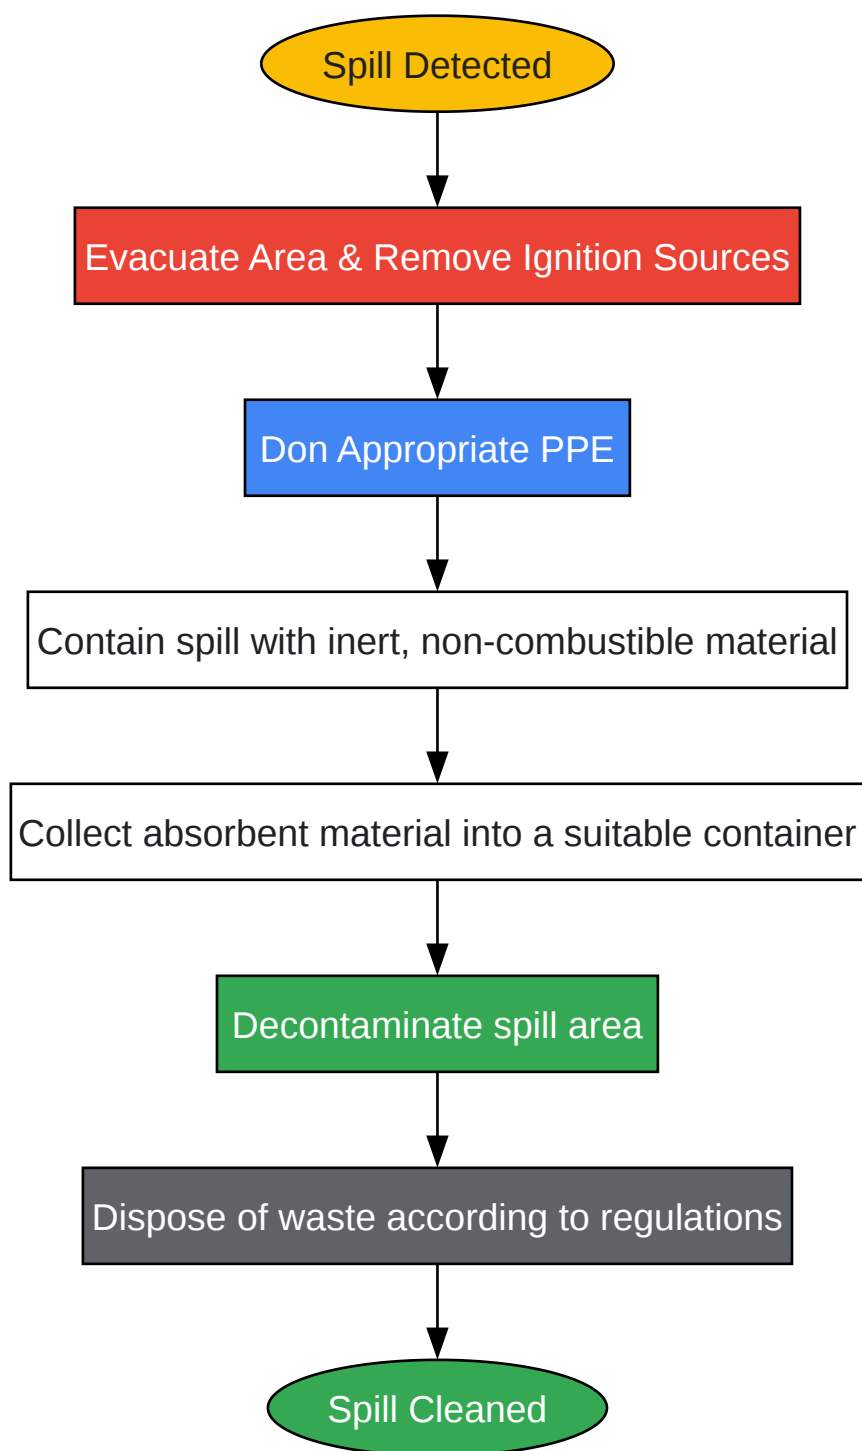 Spill Detected
Evacuate Area & Remove Ignition Sources
Don Appropriate PPE
Contain spill with inert, non-combustible material
Collect absorbent material into a suitable container
Decontaminate spill area
Dispose of waste according to regulations
Spill Cleaned